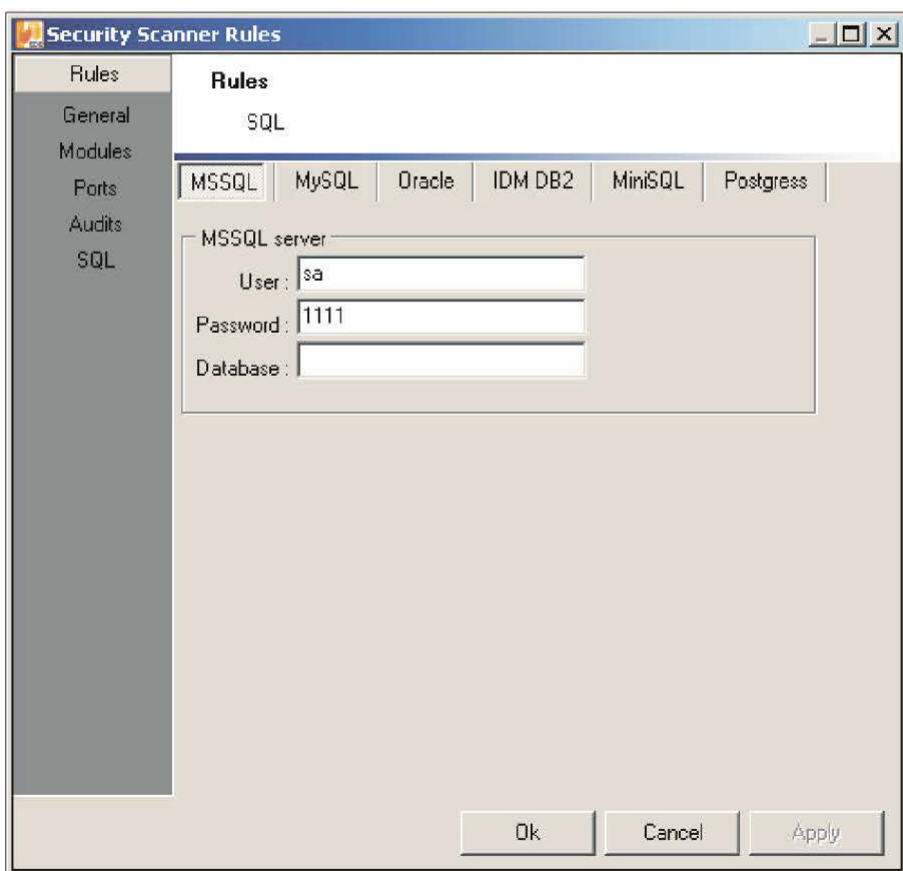 Security Scanner Rules
Rules
General
Modules
Ports
Audits
SQL
Rules
SQL
MSSQL MySQL Oracle IDM DB2 MiniSQL Postgress
MSSQL server
User : sa
Password : 1111
Database :
Ok Cancel Apply